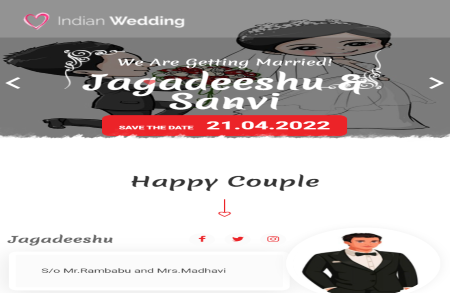 Indian Wedding
We Are Getting Married!
Jagadeeshu &
Sanvi
SAVE THE DATE 21.04.2022
Happy Couple
Jagadeeshu
S/o Mr.Rambabu and Mrs.Madhavi